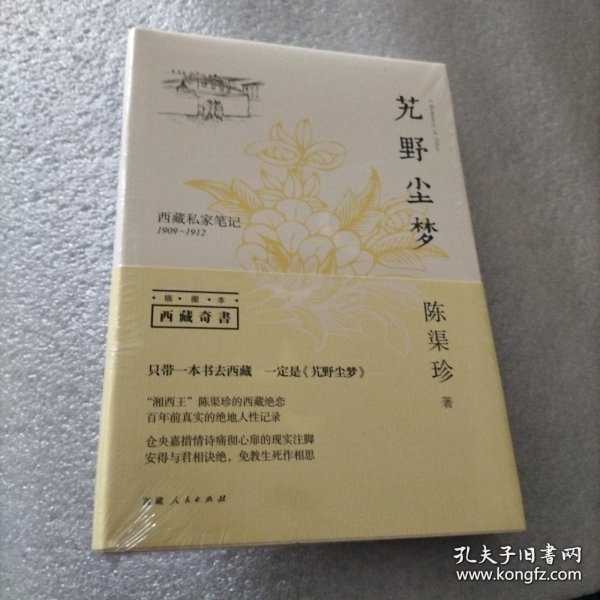 艽野尘梦
西藏私家笔记
1909~1912
陈渠珍 著
插·图·本
西藏奇書
只带一本书去西藏 一定是《艽野尘梦》
“湘西王”陈渠珍的西藏绝恋
百年前真实的绝地人性记录
仓央嘉措情诗痛彻心扉的现实注脚
安得与君相诀绝，免教生死作相思
西藏人民出版社
孔夫子旧书网
www.kongfz.com